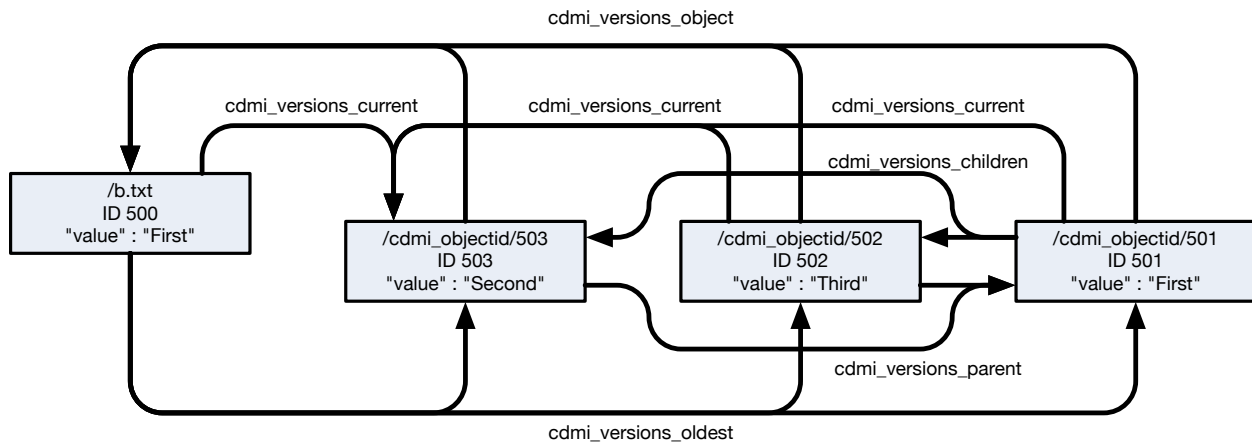 cdmi_versions_object
cdmi_versions_current
cdmi_versions_current
cdmi_versions_current
cdmi_versions_children
/b.txt
ID 500
"value" : "First"
/cdmi_objectid/503
ID 503
"value" : "Second"
/cdmi_objectid/502
ID 502
"value" : "Third"
/cdmi_objectid/501
ID 501
"value" : "First"
cdmi_versions_parent
cdmi_versions_oldest